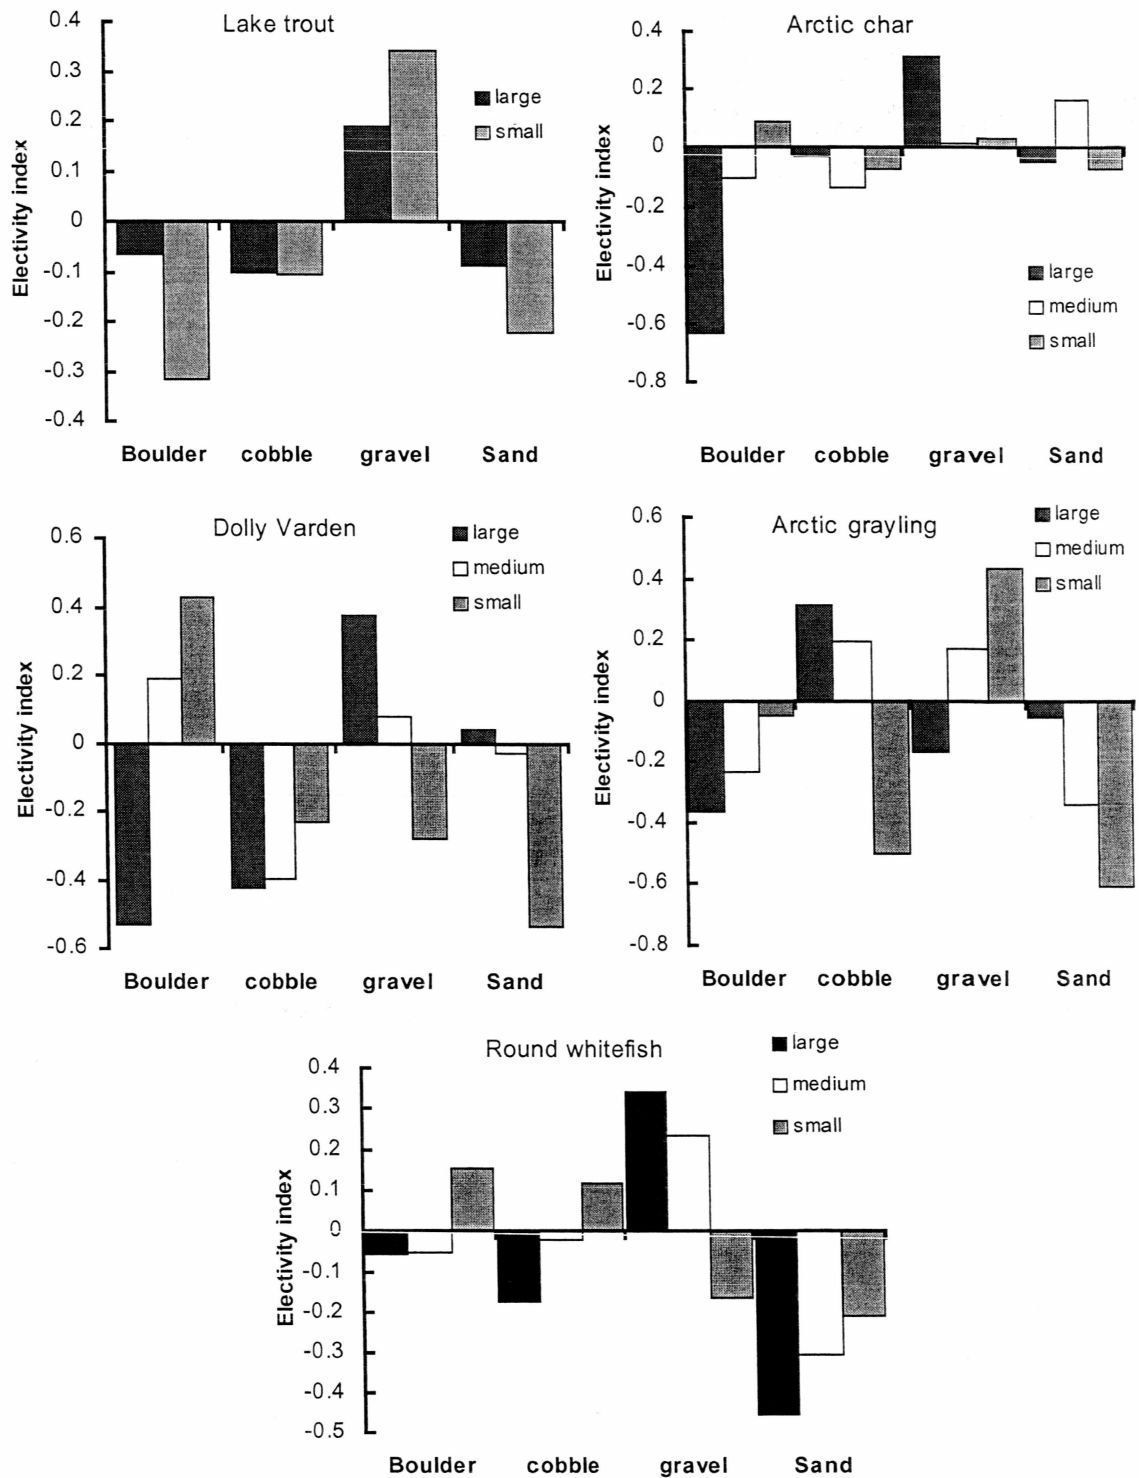 Lake trout
large
small
Electivity index
0.4
0.3
0.2
0.1
0
-0.1
-0.2
-0.3
-0.4
Boulder cobble gravel Sand
Arctic char
large
medium
small
Electivity index
0.4
0.2
0
-0.2
-0.4
-0.6
-0.8
Boulder cobble gravel Sand
Dolly Varden
large
medium
small
Electivity index
0.6
0.4
0.2
0
-0.2
-0.4
-0.6
Boulder cobble gravel Sand
Arctic grayling
large
medium
small
Electivity index
0.6
0.4
0.2
0
-0.2
-0.4
-0.6
-0.8
Boulder cobble gravel Sand
Round whitefish
large
medium
small
Electivity index
0.4
0.3
0.2
0.1
0
-0.1
-0.2
-0.3
-0.4
-0.5
Boulder cobble gravel Sand